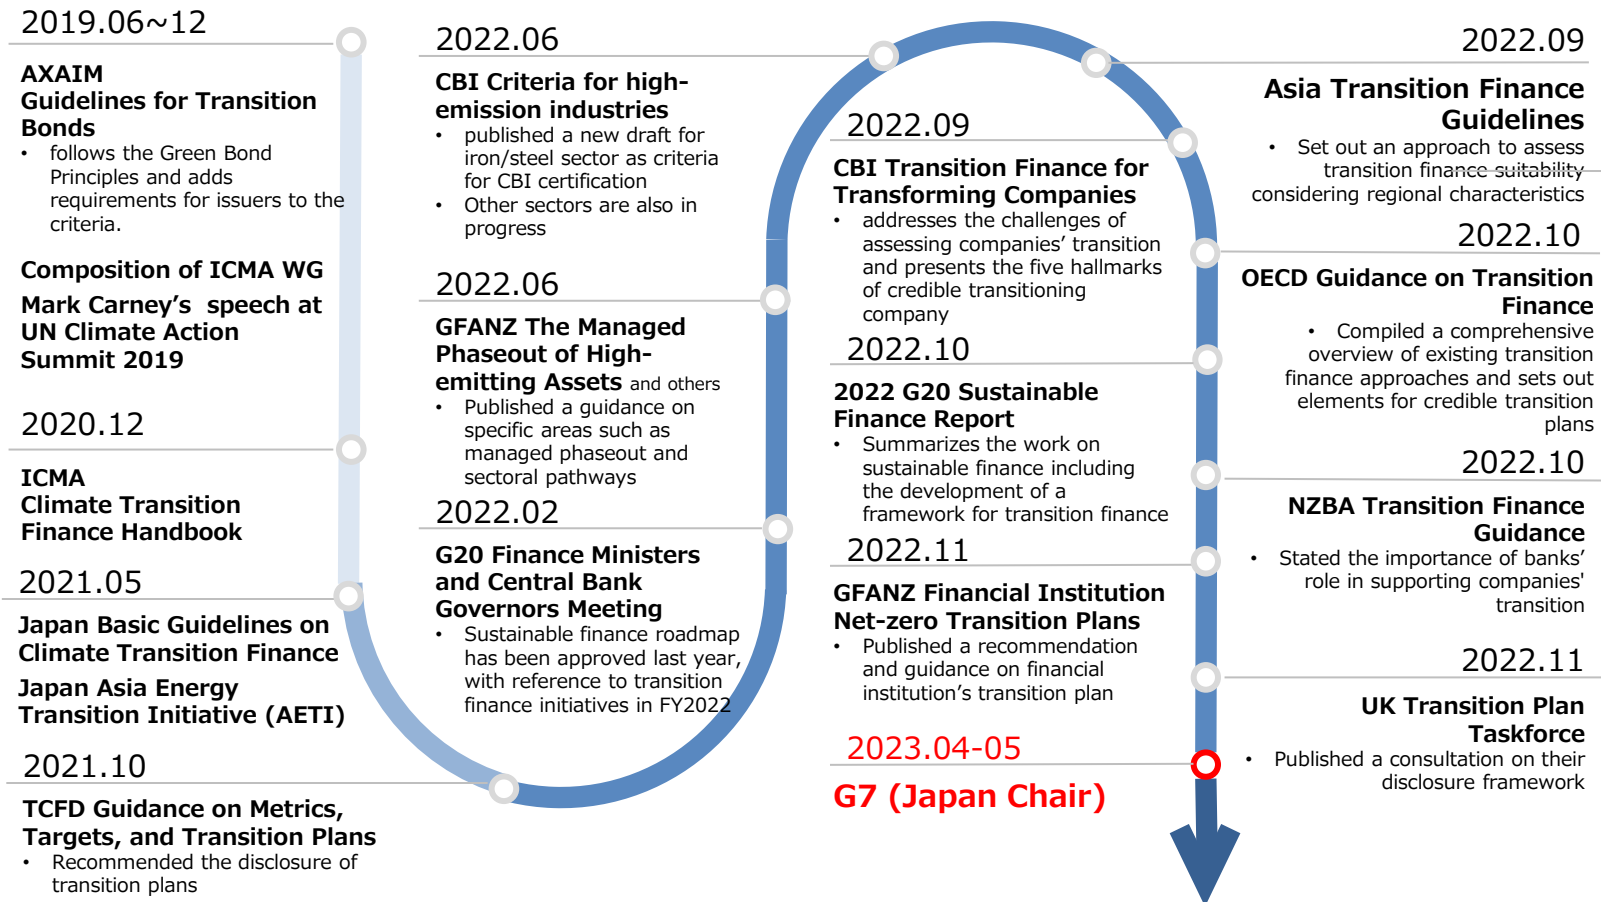 2019.06~12
AXAIM
Guidelines for Transition
Bonds
• follows the Green Bond
Principles and adds
requirements for issuers to the
criteria.
Composition of ICMA WG
Mark Carney’s speech at
UN Climate Action
Summit 2019
2020.12
ICMA
Climate Transition
Finance Handbook
2021.05
Japan Basic Guidelines on
Climate Transition Finance
Japan Asia Energy
Transition Initiative (AETI)
2021.10
TCFD Guidance on Metrics,
Targets, and Transition Plans
• Recommended the disclosure of
transition plans
2022.06
CBI Criteria for high-
emission industries
• published a new draft for
iron/steel sector as criteria
for CBI certification
• Other sectors are also in
progress
2022.06
GFANZ The Managed
Phaseout of High-
emitting Assets and others
• Published a guidance on
specific areas such as
managed phaseout and
sectoral pathways
2022.02
G20 Finance Ministers
and Central Bank
Governors Meeting
• Sustainable finance roadmap
has been approved last year,
with reference to transition
finance initiatives in FY2022
2022.09
CBI Transition Finance for
Transforming Companies
• addresses the challenges of
assessing companies’ transition
and presents the five hallmarks
of credible transitioning
company
2022.10
2022 G20 Sustainable
Finance Report
• Summarizes the work on
sustainable finance including
the development of a
framework for transition finance
2022.11
GFANZ Financial Institution
Net-zero Transition Plans
• Published a recommendation
and guidance on financial
institution’s transition plan
2023.04-05
G7 (Japan Chair)
2022.09
Asia Transition Finance
Guidelines
• Set out an approach to assess
transition finance suitability
considering regional characteristics
2022.10
OECD Guidance on Transition
Finance
• Compiled a comprehensive
overview of existing transition
finance approaches and sets out
elements for credible transition
plans
2022.10
NZBA Transition Finance
Guidance
• Stated the importance of banks’
role in supporting companies'
transition
2022.11
UK Transition Plan
Taskforce
• Published a consultation on their
disclosure framework